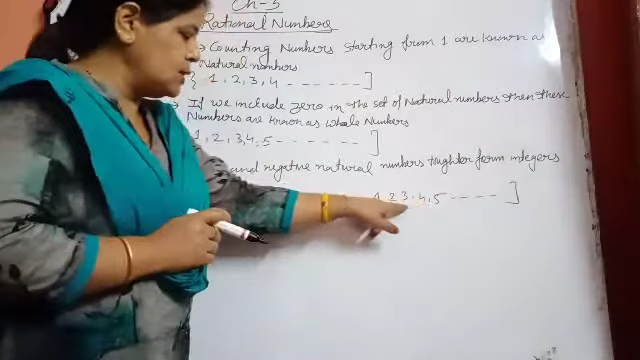 Ch-3
Rational Numbers
→ Counting Numbers starting from 1 are known as
Natural numbers
{ 1, 2, 3, 4 - - - - - - ]
→ If we include zero in the set of Natural numbers then these
Numbers are known as Whole Numbers
1, 2, 3, 4, 5 - - - - - - ]
and negative natural numbers toughter form integers
1 2 3, 4, 5 - - - - ]